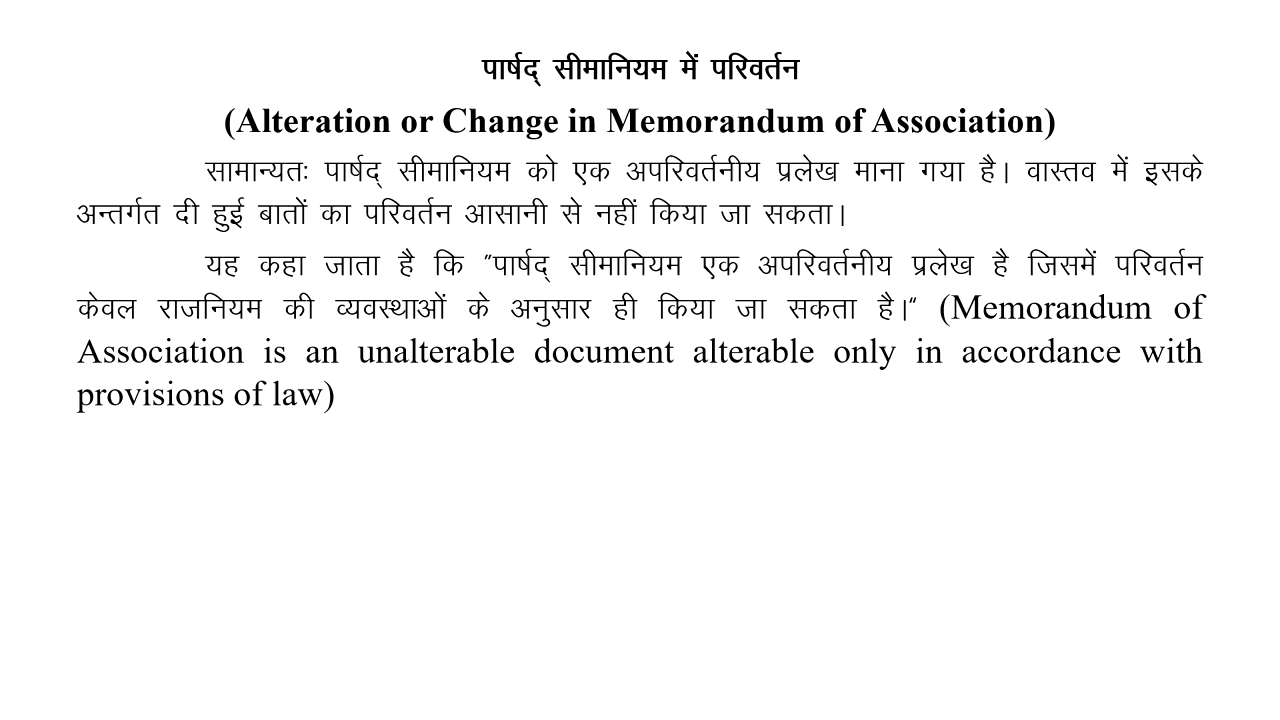 पार्षद् सीमानियम में परिवर्तन
(Alteration or Change in Memorandum of Association)
सामान्यतः पार्षद् सीमानियम को एक अपरिवर्तनीय प्रलेख माना गया है। वास्तव में इसके
अन्तर्गत दी हुई बातों का परिवर्तन आसानी से नहीं किया जा सकता।
यह कहा जाता है कि "पार्षद् सीमानियम एक अपरिवर्तनीय प्रलेख है जिसमें परिवर्तन
केवल राजनियम की व्यवस्थाओं के अनुसार ही किया जा सकता है।" (Memorandum of
Association is an unalterable document alterable only in accordance with
provisions of law)